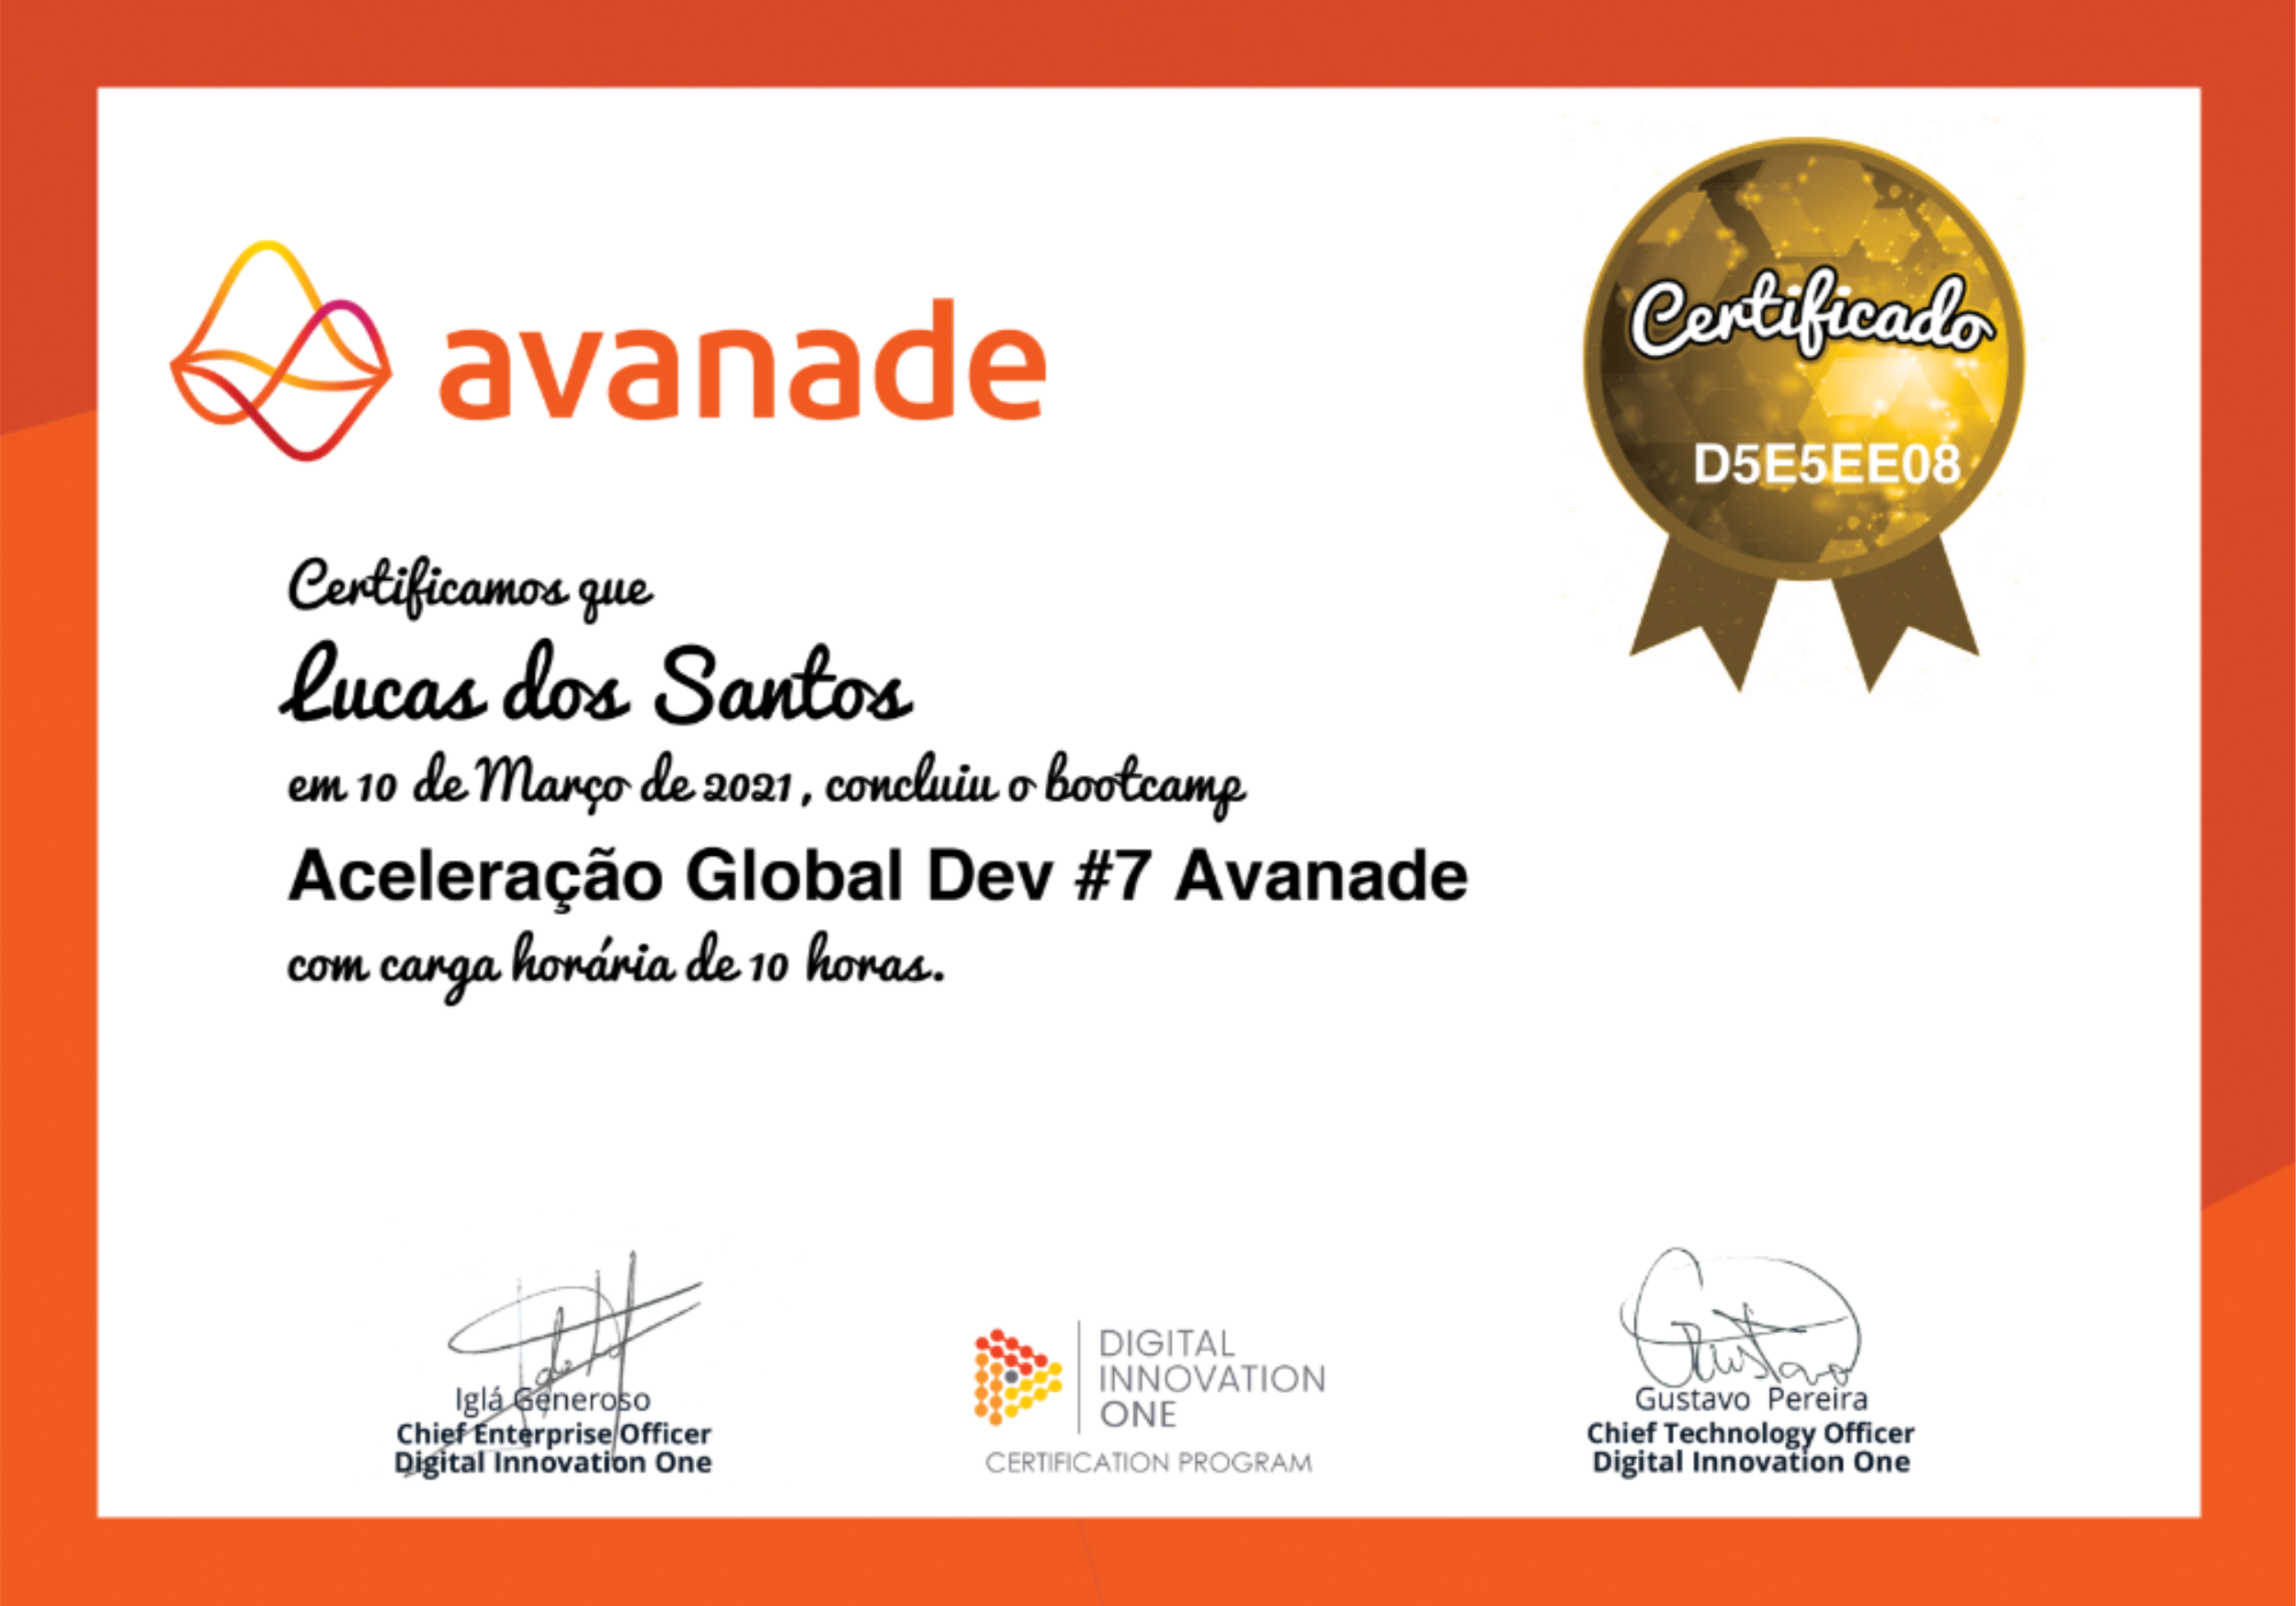 avanade
Certificado
D5E5EE08
Certificamos que
Lucas dos Santos
em 10 de Março de 2021, concluiu o bootcamp
Aceleração Global Dev #7 Avanade
com carga horária de 10 horas.
Iglá Generoso
Chief Enterprise Officer
Digital Innovation One
DIGITAL
INNOVATION
ONE
CERTIFICATION PROGRAM
Gustavo
Gustavo Pereira
Chief Technology Officer
Digital Innovation One